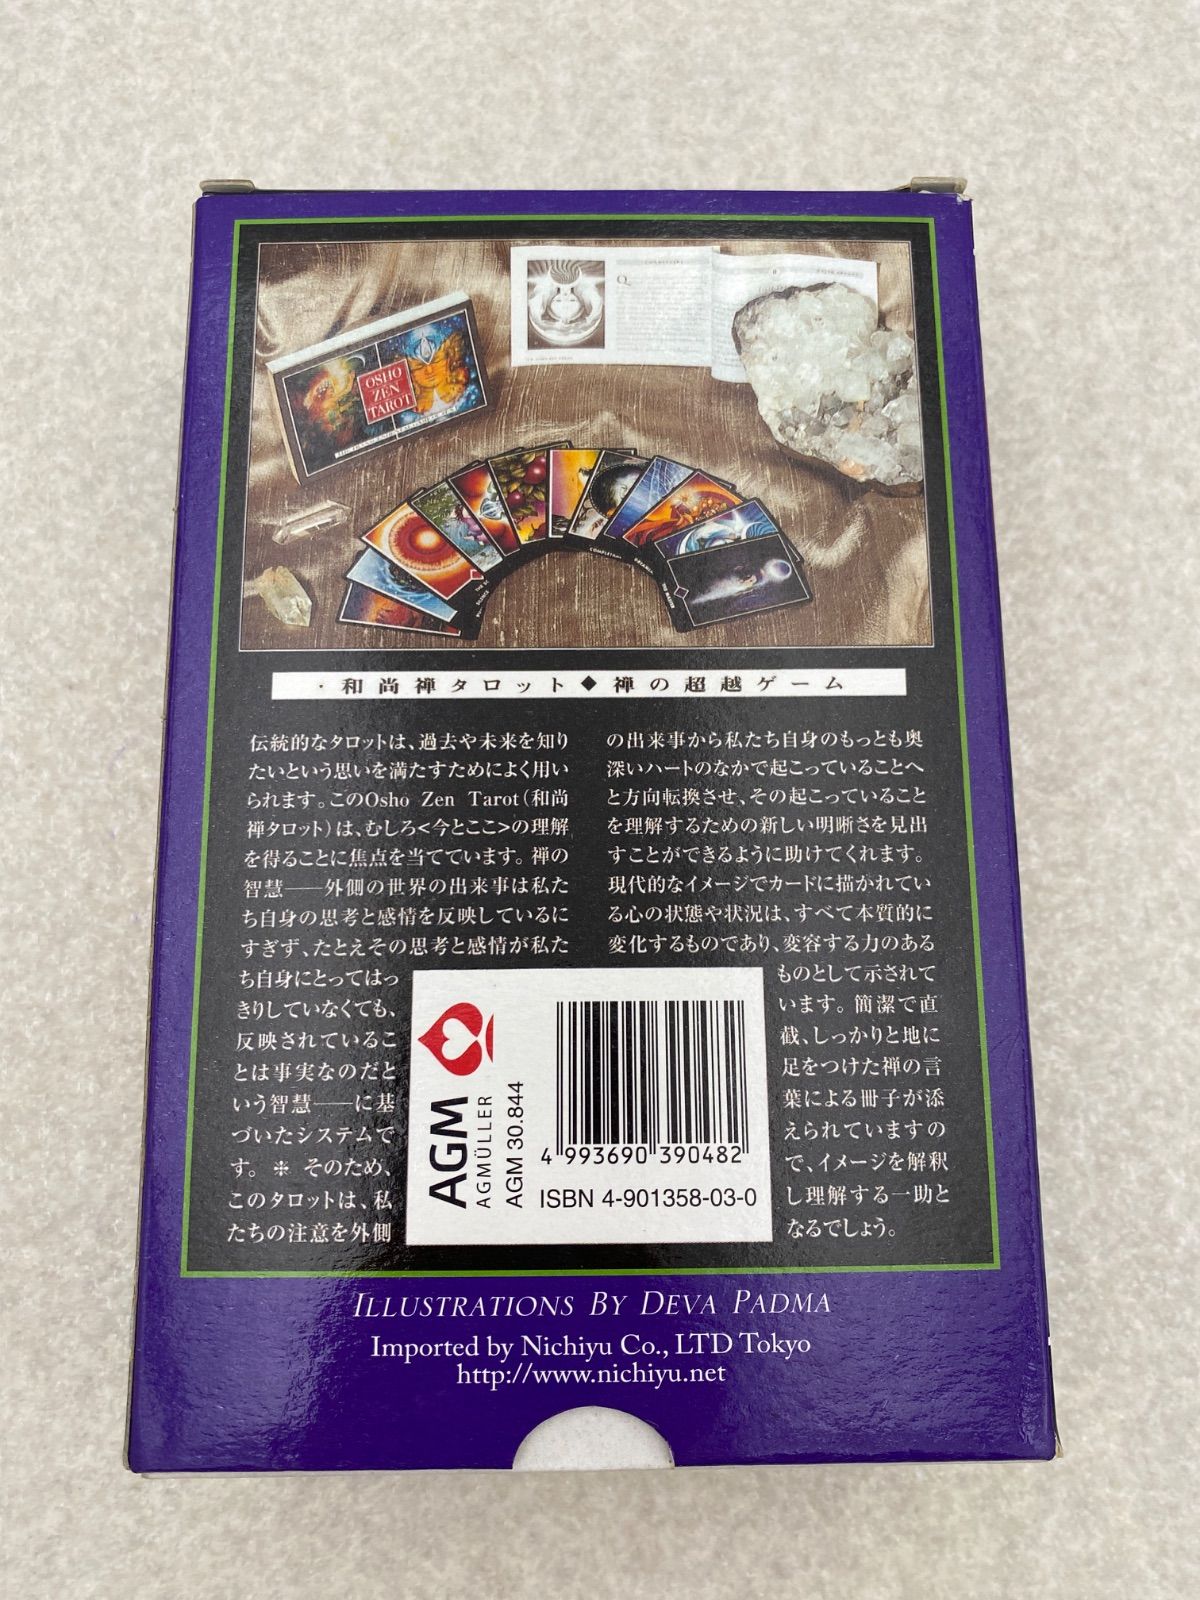 OSHO
ZEN
TAROT
・和尚禅タロット◆禅の超越ゲーム
伝統的なタロットは、過去や未来を知り
たいという思いを満たすためによく用い
られます。このOsho Zen Tarot(和尚
禅タロット)は、むしろ<今とここ>の理解
を得ることに焦点を当てています。禅の
智慧――外側の世界の出来事は私た
ち自身の思考と感情を反映しているに
すぎず、たとえその思考と感情が私た
ち自身にとってはっ
きりしていなくても、
反映されているこ
とは事実なのだと
いう智慧――に基
づいたシステムで
す。※ そのため、
このタロットは、私
たちの注意を外側
の出来事から私たち自身のもっとも奥
深いハートのなかで起こっていることへ
と方向転換させ、その起こっていること
を理解するための新しい明晰さを見出
すことができるように助けてくれます。
現代的なイメージでカードに描かれてい
る心の状態や状況は、すべて本質的に
変化するものであり、変容する力のある
ものとして示されて
います。簡潔で直
截、しっかりと地に
足をつけた禅の言
葉による冊子が添
えられていますの
で、イメージを解釈
し理解する一助と
なるでしょう。
AGM
AGMÜLLER
AGM 30.844
4 993690 390482
ISBN 4-901358-03-0
ILLUSTRATIONS BY DEVA PADMA
Imported by Nichiyu Co., LTD Tokyo
http://www.nichiyu.net